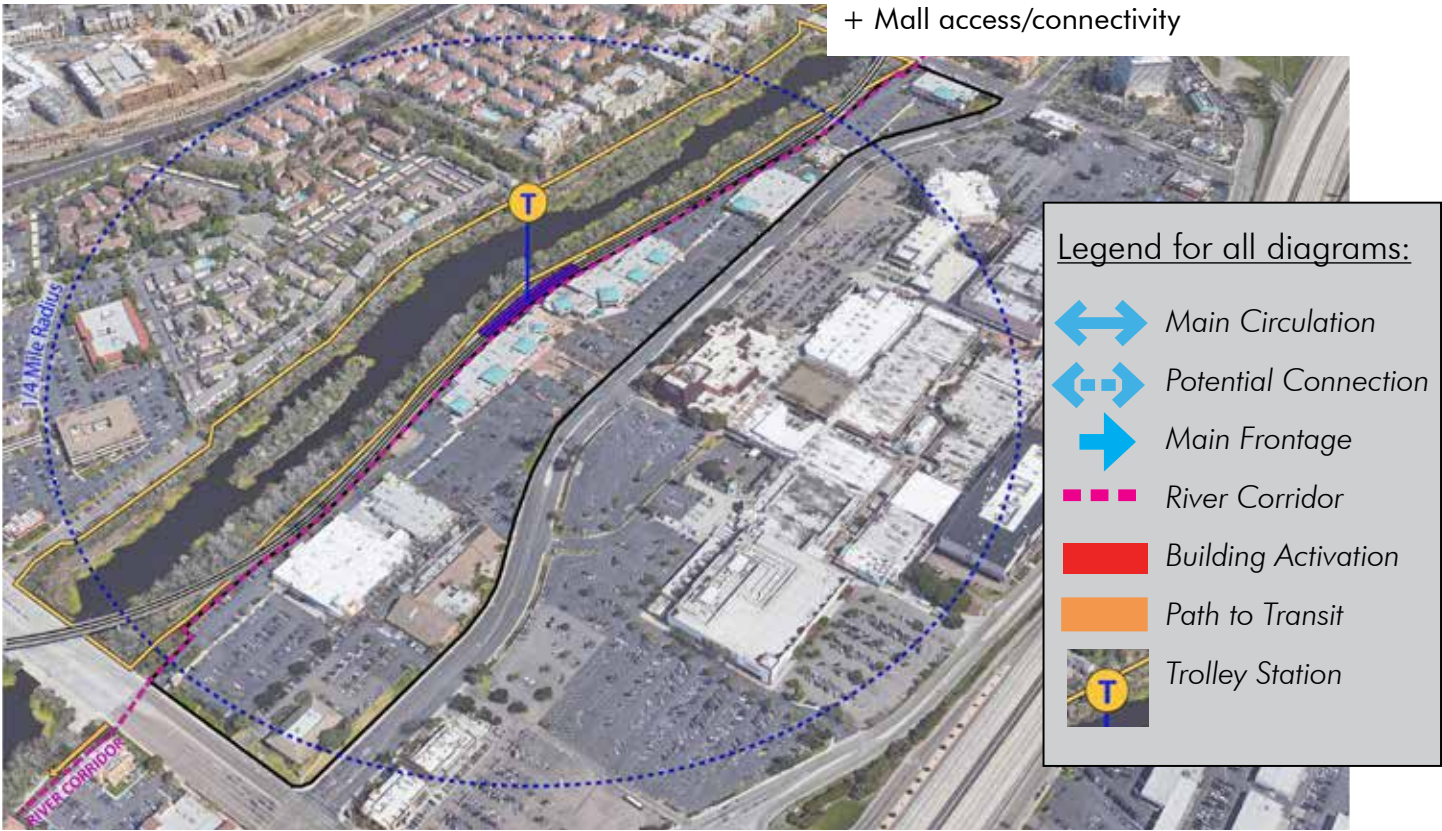 + Mall access/connectivity
T
1/4 Mile Radius
Legend for all diagrams:
Main Circulation
Potential Connection
Main Frontage
River Corridor
Building Activation
Path to Transit
T
Trolley Station
RIVER CORRIDOR